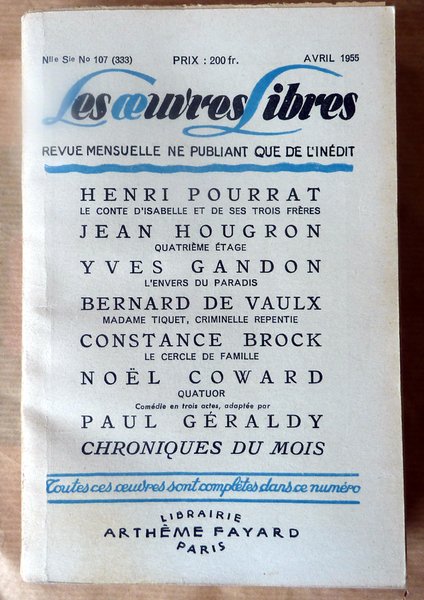 Nlle Sie No 107 (333) PRIX : 200 fr. AVRIL 1955
Les œuvres Libres
REVUE MENSUELLE NE PUBLIANT QUE DE L'INÉDIT
HENRI POURRAT
LE CONTE D'ISABELLE ET DE SES TROIS FRÈRES
JEAN HOUGRON
QUATRIÈME ÉTAGE
YVES GANDON
L'ENVERS DU PARADIS
BERNARD DE VAULX
MADAME TIQUET, CRIMINELLE REPENTIE
CONSTANCE BROCK
LE CERCLE DE FAMILLE
NOËL COWARD
QUATUOR
Comédie en trois actes, adaptée par
PAUL GÉRALDY
CHRONIQUES DU MOIS
Toutes ces œuvres sont complètes dans ce numéro
LIBRAIRIE
ARTHÈME FAYARD
PARIS